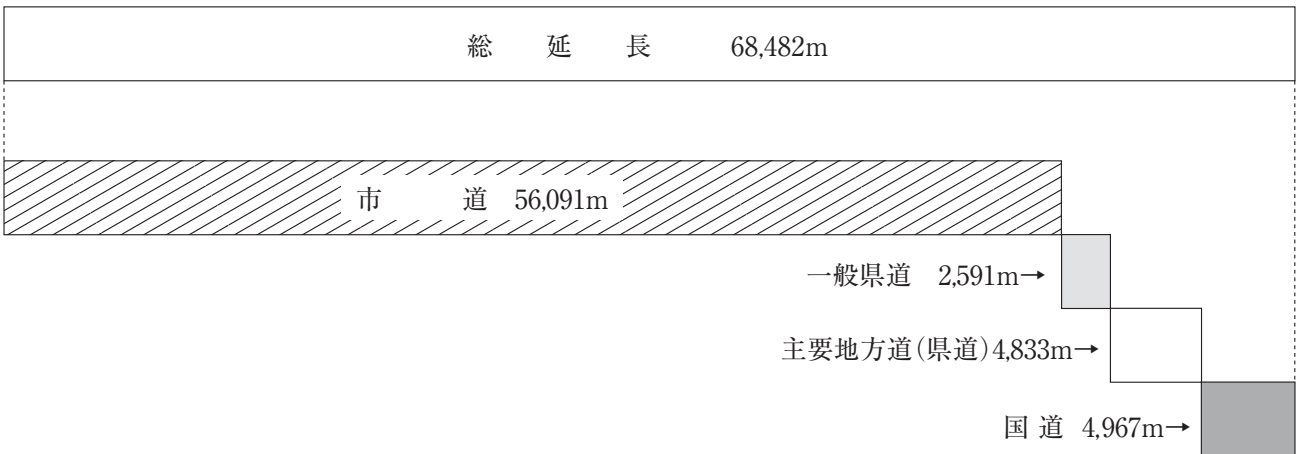 総　延　長　68,482m
市　道　56,091m
一般県道　2,591m→
主要地方道(県道)4,833m→
国 道 4,967m→